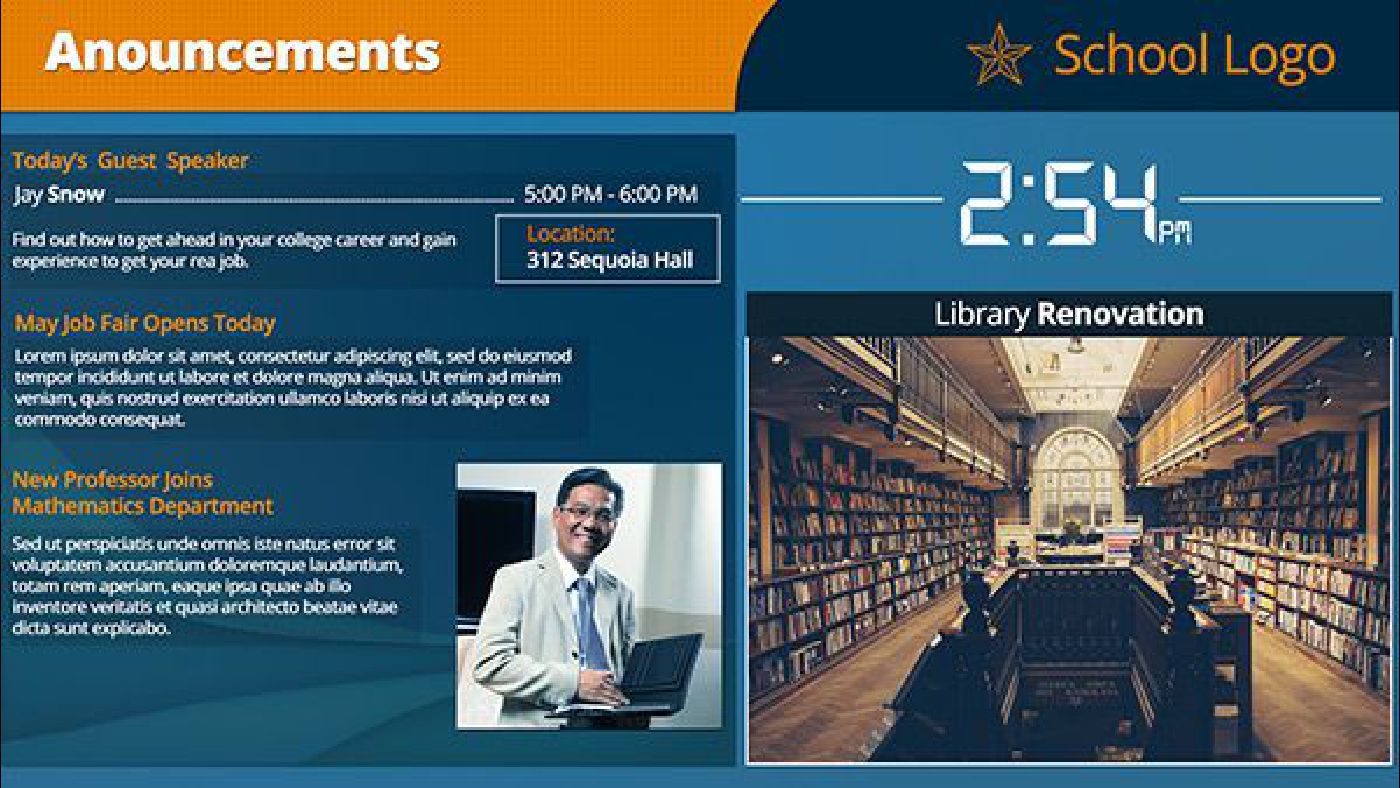 Anouncements
School Logo
Today's Guest Speaker
Jay Snow 5:00 PM - 6:00 PM
Find out how to get ahead in your college career and gain
experience to get your rea job.
Location:
312 Sequoia Hall
May Job Fair Opens Today
Lorem ipsum dolor sit amet, consectetur adipiscing elit, sed do eiusmod
tempor incididunt ut labore et dolore magna aliqua. Ut enim ad minim
veniam, quis nostrud exercitation ullamco laboris nisi ut aliquip ex ea
commodo consequat.
New Professor Joins
Mathematics Department
Sed ut perspiciatis unde omnis iste natus error sit
voluptatem accusantium doloremque laudantium,
totam rem aperiam, eaque ipsa quae ab illo
inventore veritatis et quasi architecto beatae vitae
dicta sunt explicabo.
2:54 PM
Library Renovation